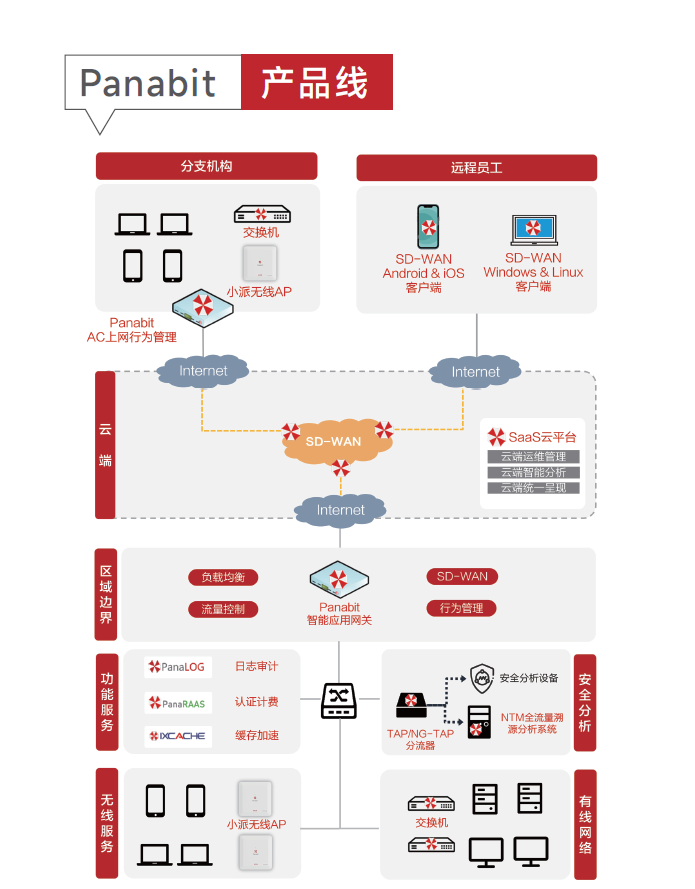 Panabit 产品线
分支机构
远程员工
交换机
小派无线AP
SD-WAN
Android & iOS
客户端
SD-WAN
Windows & Linux
客户端
Panabit
AC上网行为管理
Internet
Internet
云端
SD-WAN
SaaS云平台
云端运维管理
云端智能分析
云端统一呈现
Internet
区域边界
负载均衡
流量控制
Panabit
智能应用网关
SD-WAN
行为管理
功能服务
PanaLOG 日志审计
PanaRAAS 认证计费
iXCACHE 缓存加速
TAP/NG-TAP
分流器
安全分析设备
NTM全流量溯
源分析系统
安全分析
无线服务
小派无线AP
交换机
有线网络